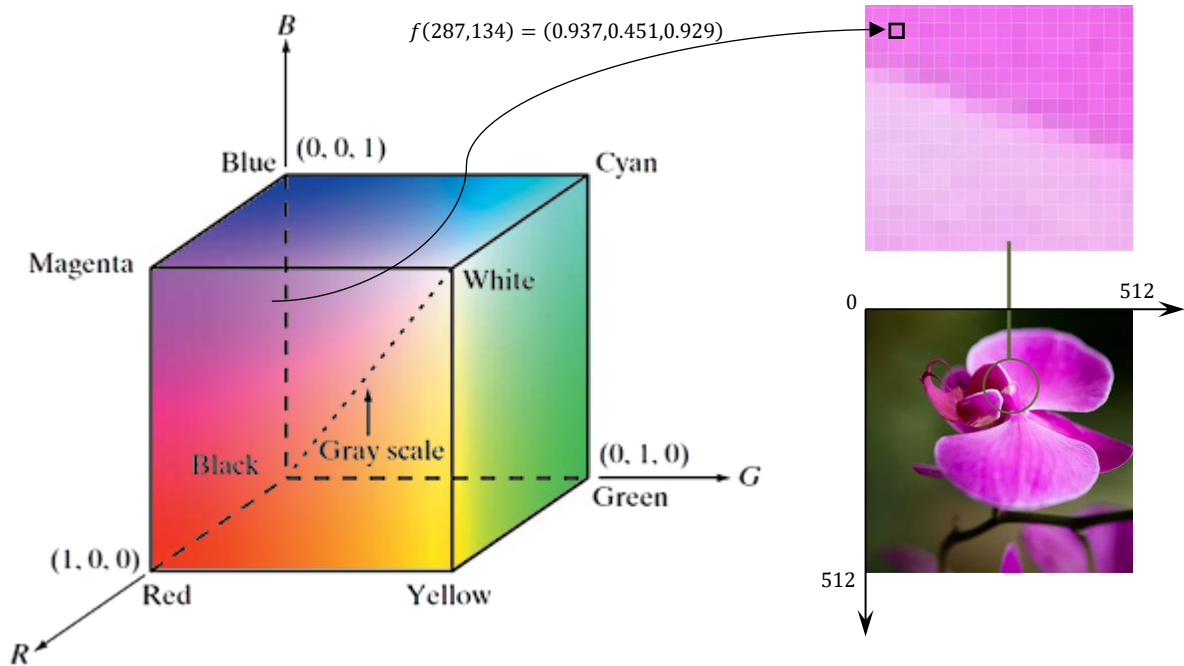 B
f(287,134) = (0.937,0.451,0.929)
Blue
(0, 0, 1)
Cyan
Magenta
White
0
512
Gray scale
Black
(0, 1, 0)
G
Green
(1, 0, 0)
Red
Yellow
512
R